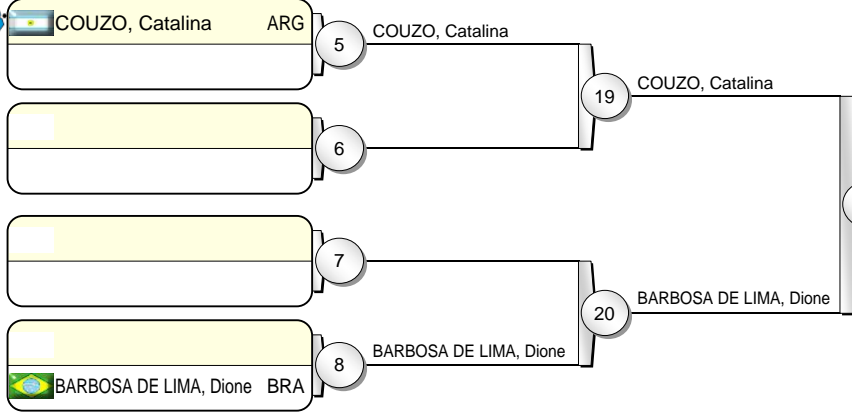 COUZO, Catalina ARG
5
COUZO, Catalina
19
COUZO, Catalina
6
7
20
BARBOSA DE LIMA, Dione
8
BARBOSA DE LIMA, Dione
BARBOSA DE LIMA, Dione BRA